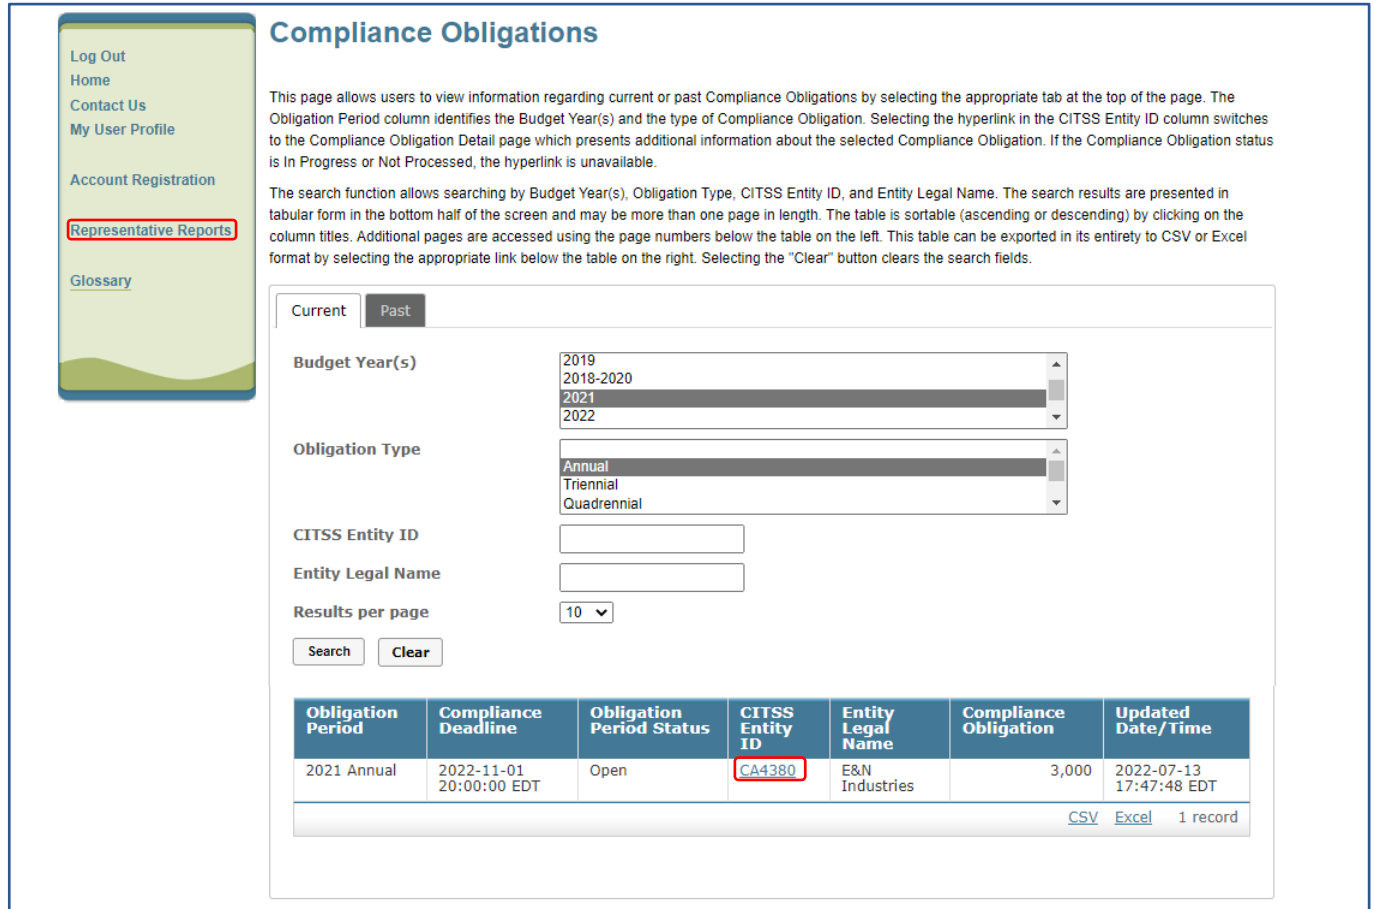 Compliance Obligations
Log Out
Home
Contact Us
My User Profile
Account Registration
Representative Reports
Glossary
This page allows users to view information regarding current or past Compliance Obligations by selecting the appropriate tab at the top of the page. The
Obligation Period column identifies the Budget Year(s) and the type of Compliance Obligation. Selecting the hyperlink in the CITSS Entity ID column switches
to the Compliance Obligation Detail page which presents additional information about the selected Compliance Obligation. If the Compliance Obligation status
is In Progress or Not Processed, the hyperlink is unavailable.
The search function allows searching by Budget Year(s), Obligation Type, CITSS Entity ID, and Entity Legal Name. The search results are presented in
tabular form in the bottom half of the screen and may be more than one page in length. The table is sortable (ascending or descending) by clicking on the
column titles. Additional pages are accessed using the page numbers below the table on the left. This table can be exported in its entirety to CSV or Excel
format by selecting the appropriate link below the table on the right. Selecting the "Clear" button clears the search fields.
Current Past
Budget Year(s)
2019
2018-2020
2021
2022
Obligation Type
Annual
Triennial
Quadrennial
CITSS Entity ID
Entity Legal Name
Results per page 10
Search Clear
Obligation Period Compliance Deadline Obligation Period Status CITSS Entity ID Entity Legal Name Compliance Obligation Updated Date/Time
2021 Annual 2022-11-01 20:00:00 EDT Open CA4380 E&N Industries 3,000 2022-07-13 17:47:48 EDT
CSV Excel 1 record